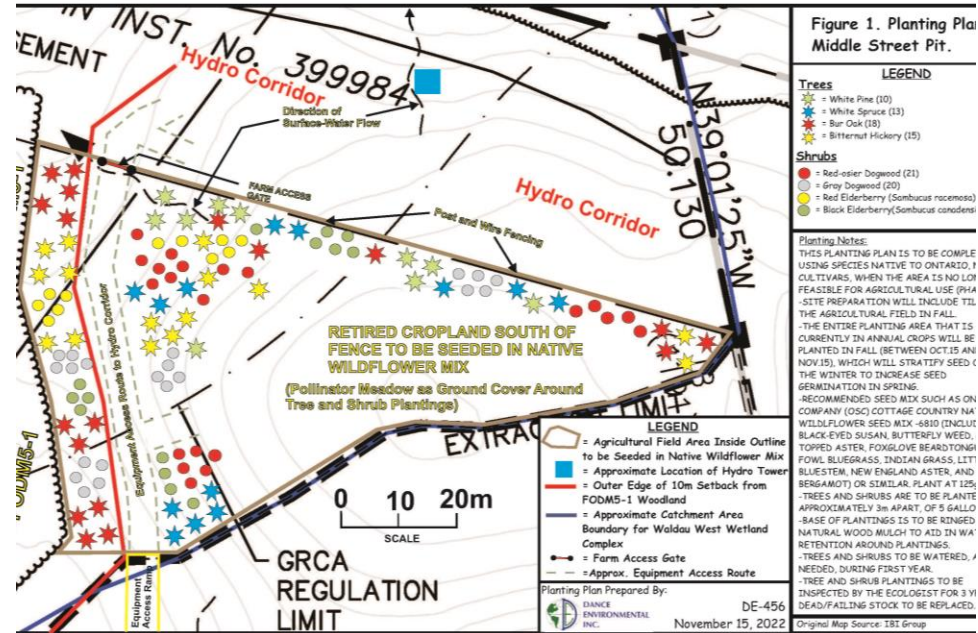 IN INST. No. 399984
EMENT
Hydro Corridor
Direction of
Surface-Water Flow
FARM ACCESS
GATE
Post and Wire Fencing
Hydro Corridor
N39°01'25"W
50.130
RETIRED CROPLAND SOUTH OF
FENCE TO BE SEEDED IN NATIVE
WILDFLOWER MIX
(Pollinator Meadow as Ground Cover Around
Tree and Shrub Plantings)
Equipment Access Route to Hydro Corridor
FODM5-1
EXTRAC
LIMIT
0 10 20m
SCALE
GRCA
REGULATION
LIMIT
Equipment
Access Ramp
LEGEND
= Agricultural Field Area Inside Outline
to be Seeded in Native Wildflower Mix
= Approximate Location of Hydro Tower
= Outer Edge of 10m Setback from
FODM5-1 Woodland
= Approximate Catchment Area
Boundary for Waldau West Wetland
Complex
= Farm Access Gate
=Approx. Equipment Access Route
Planting Plan Prepared By:
DANCE
ENVIRONMENTAL
INC.
DE-456
November 15, 2022
Figure 1. Planting Plan
Middle Street Pit.
LEGEND
Trees
= White Pine (10)
= White Spruce (13)
= Bur Oak (18)
= Bitternut Hickory (15)
Shrubs
= Red-osier Dogwood (21)
= Gray Dogwood (20)
= Red Elderberry (Sambucus racemosa)
= Black Elderberry(Sambucus canadens
Planting Notes:
THIS PLANTING PLAN IS TO BE COMPLE
USING SPECIES NATIVE TO ONTARIO, N
CULTIVARS, WHEN THE AREA IS NO LON
FEASIBLE FOR AGRICULTURAL USE (PHA
-SITE PREPARATION WILL INCLUDE TIL
THE AGRICULTURAL FIELD IN FALL.
-THE ENTIRE PLANTING AREA THAT IS
CURRENTLY IN ANNUAL CROPS WILL BE
PLANTED IN FALL (BETWEEN OCT.15 AN
NOV.15), WHICH WILL STRATIFY SEED O
THE WINTER TO INCREASE SEED
GERMINATION IN SPRING.
-RECOMMENDED SEED MIX SUCH AS ON
COMPANY (OSC) COTTAGE COUNTRY NA
WILDLFOWER SEED MIX -6810 (INCLU
BLACK-EYED SUSAN, BUTTERFLY WEED,
TOPPED ASTER, FOXGLOVE BEARDTONGU
FOWL BLUEGRASS, INDIAN GRASS, LITT
BLUESTEM, NEW ENGLAND ASTER, AND
BERGAMOT) OR SIMILAR. PLANT AT 125g
-TREES AND SHRUBS ARE TO BE PLANTE
APPROXIMATELY 3m APART, OF 5 GALLO
-BASE OF PLANTINGS IS TO BE RINGED
NATURAL WOOD MULCH TO AID IN WAT
RETENTION AROUND PLANTINGS.
-TREES AND SHRUBS TO BE WATERED, A
NEEDED, DURING FIRST YEAR.
-TREE AND SHRUB PLANTINGS TO BE
INSPECTED BY THE ECOLOGIST FOR 3 Y
DEAD/FAILING STOCK TO BE REPLACED.
Original Map Source: IBI Group